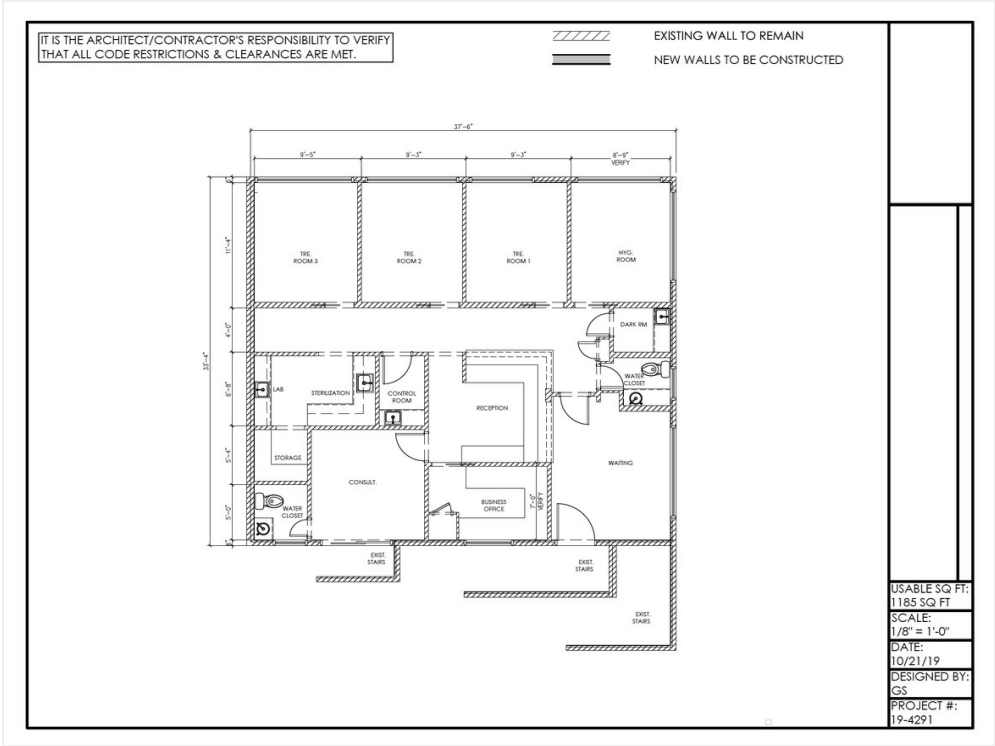 IT IS THE ARCHITECT/CONTRACTOR'S RESPONSIBILITY TO VERIFY
THAT ALL CODE RESTRICTIONS & CLEARANCES ARE MET.
EXISTING WALL TO REMAIN
NEW WALLS TO BE CONSTRUCTED
37'-6"
9'-5"
9'-3"
9'-3"
8'-9"
VERIFY
33'-4"
11'-4"
4'-0"
6'-8"
5'-4"
5'-0"
6"
TRE.
ROOM 3
TRE.
ROOM 2
TRE.
ROOM 1
HYG.
ROOM
DARK RM
WATER
CLOSET
LAB
STERILIZATION
CONTROL
ROOM
RECEPTION
WAITING
STORAGE
CONSULT.
WATER
CLOSET
BUSINESS
OFFICE
7'-0"
VERIFY
EXIST.
STAIRS
EXIST.
STAIRS
EXIST.
STAIRS
USABLE SQ FT:
1185 SQ FT
SCALE:
1/8" = 1'-0"
DATE:
10/21/19
DESIGNED BY:
GS
PROJECT #:
19-4291